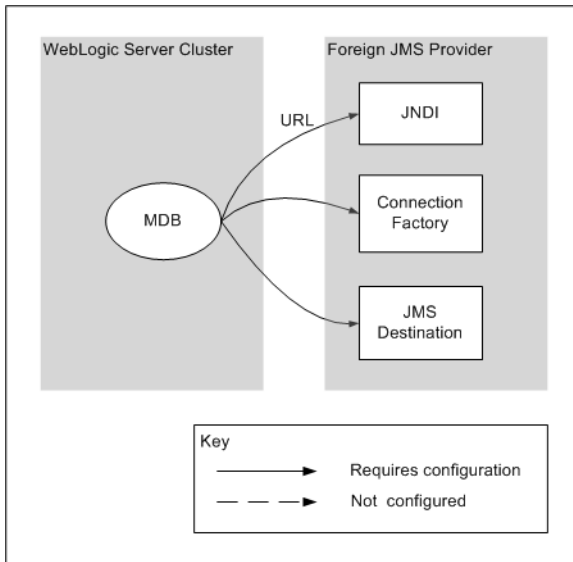 WebLogic Server Cluster
Foreign JMS Provider
URL
JNDI
MDB
Connection
Factory
JMS
Destination
Key
Requires configuration
Not configured